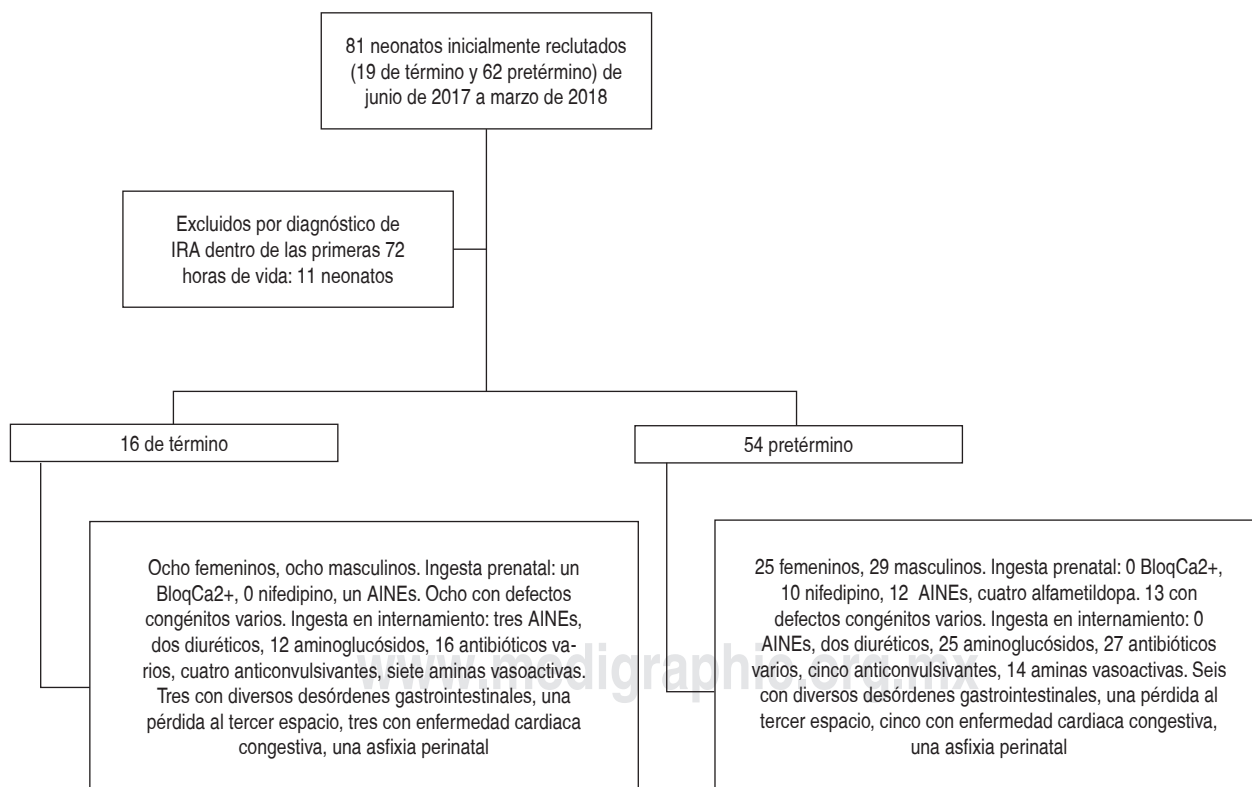 81 neonatos inicialmente reclutados
(19 de término y 62 pretérmino) de
junio de 2017 a marzo de 2018
Excluidos por diagnóstico de
IRA dentro de las primeras 72
horas de vida: 11 neonatos
16 de término
54 pretérmino
Ocho femeninos, ocho masculinos. Ingesta prenatal: un
BloqCa2+, 0 nifedipino, un AINEs. Ocho con defectos
congénitos varios. Ingesta en internamiento: tres AINEs,
dos diuréticos, 12 aminoglucósidos, 16 antibióticos va-
rios, cuatro anticonvulsivantes, siete aminas vasoactivas.
Tres con diversos desórdenes gastrointestinales, una
pérdida al tercer espacio, tres con enfermedad cardiaca
congestiva, una asfixia perinatal
25 femeninos, 29 masculinos. Ingesta prenatal: 0 BloqCa2+,
10 nifedipino, 12 AINEs, cuatro alfametildopa. 13 con
defectos congénitos varios. Ingesta en internamiento: 0
AINEs, dos diuréticos, 25 aminoglucósidos, 27 antibióticos
varios, cinco anticonvulsivantes, 14 aminas vasoactivas. Seis
con diversos desórdenes gastrointestinales, una pérdida al
tercer espacio, cinco con enfermedad cardiaca congestiva,
una asfixia perinatal
www.medigraphic.org.mx